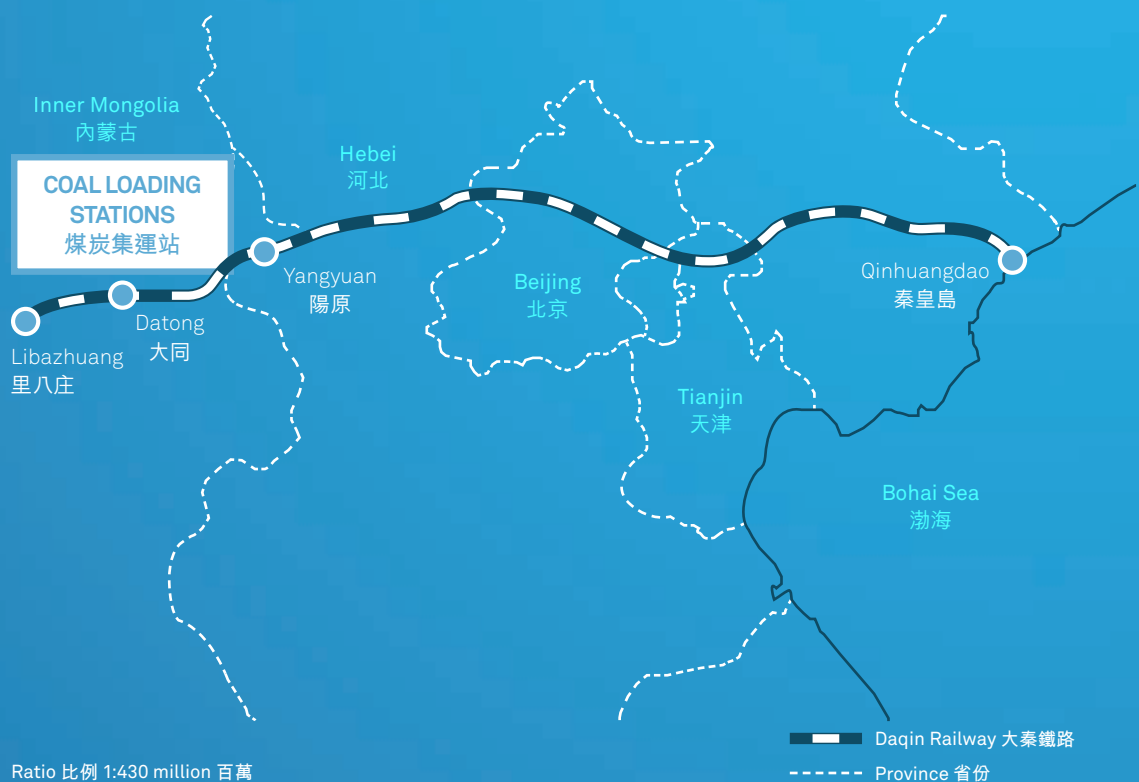 Inner Mongolia
內蒙古
COAL LOADING
STATIONS
煤炭集運站
Hebei
河北
Yangyuan
陽原
Datong
大同
Libazhuang
里八庄
Beijing
北京
Qinhuangdao
秦皇島
Tianjin
天津
Bohai Sea
渤海
Daqin Railway 大秦鐵路
Province 省份
Ratio 比例 1:430 million 百萬